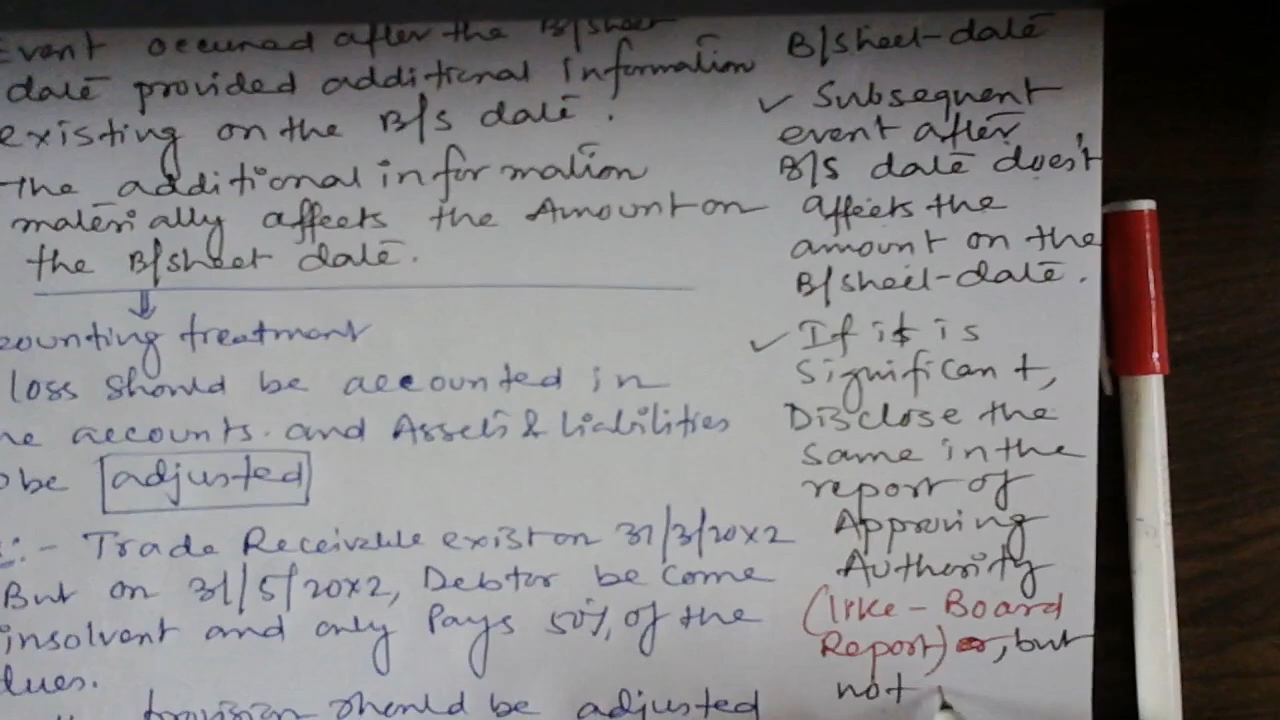 Event occured after the B/sheet
date provided additional information
existing on the B/s date.
The additional information
materially affects the Amount on
the B/sheet date.
counting treatment
loss should be accounted in
he accounts. and Assets & liabilities
o be adjusted
:- Trade Receivable exist on 31/3/20x2
But on 31/5/20x2, Debtor become
insolvent and only Pays 50% of the
dues.
provision should be adjusted
B/sheet-date
✓ Subsequent
event after
B/S date does't
affects the
amount on the
B/sheet-date.
✓ If it is
significant,
Disclose the
same in the
report of
Approving
Authority
(like - Board
Report), but
not